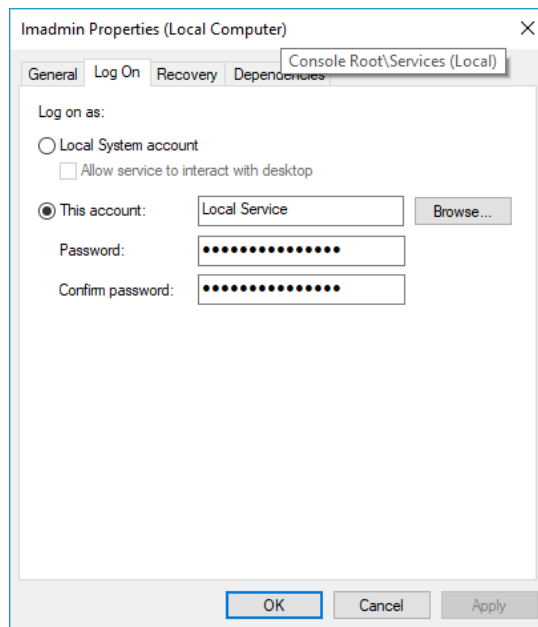 lmadmin Properties (Local Computer)
Console Root\Services (Local)
General Log On Recovery Dependencies
Log on as:
Local System account
Allow service to interact with desktop
This account: Local Service Browse...
Password: •••••••••••••••
Confirm password: •••••••••••••••
OK Cancel Apply